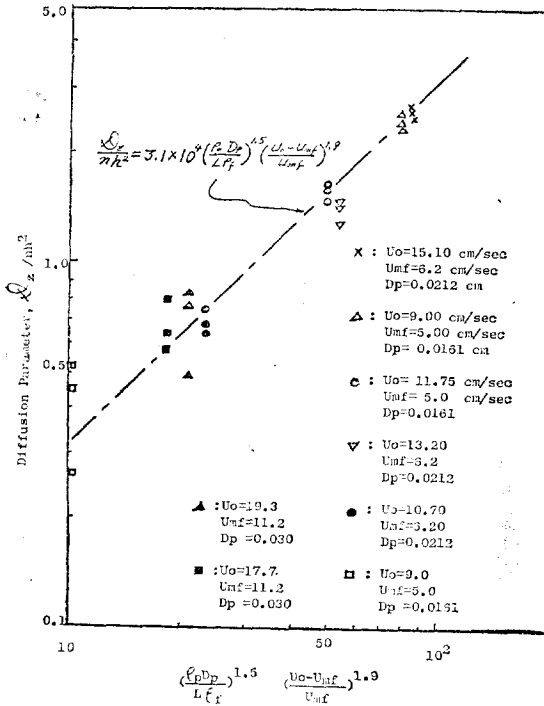 5.0
𝒟z/nh² = 3.1×10⁴ (ρₚDₚ/Lρf)^1.5 (U₀-Umf/Umf)^1.9
Diffusion Parameter, 𝒟z/nh²
1.0
0.5
0.1
10
50
10²
x : Uo=15.10 cm/sec
Umf=6.2 cm/sec
Dp=0.0212 cm
△ : Uo=9.00 cm/sec
Umf=5.00 cm/sec
Dp= 0.0161 cm
○ : Uo= 11.75 cm/sec
Umf= 5.0 cm/sec
Dp=0.0161
▽ : Uo=13.20
Umf=6.2
Dp=0.0212
▲ :Uo=19.3
Umf=11.2
Dp =0.030
● : Uo=10.70
Umf=6.20
Dp=0.0212
■ : Uo=17.7
Umf=11.2
Dp =0.030
□ : Uo=9.0
Umf=5.0
Dp=0.0161
(ρpDp/Lρf)^1.5 (Uo-Umf/Umf)^1.9